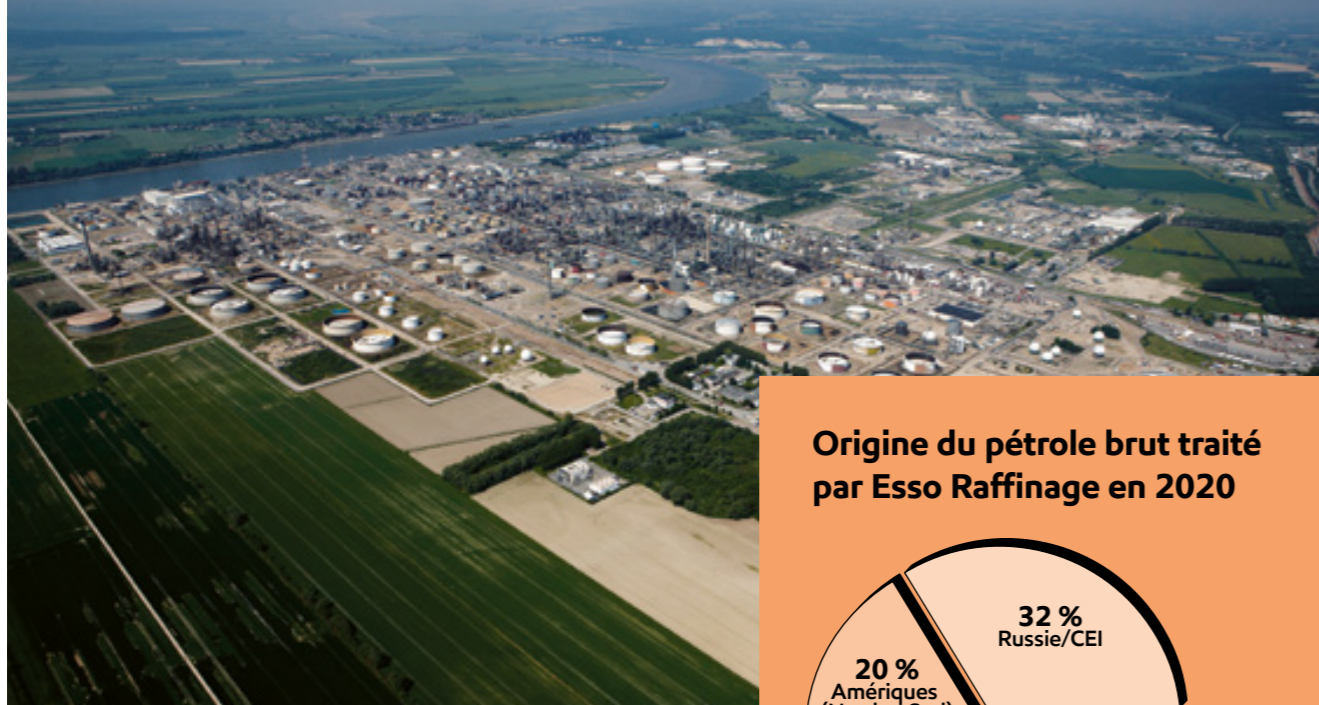 Origine du pétrole brut traité
par Esso Raffinage en 2020
32 %
Russie/CEI
20 %
Amériques